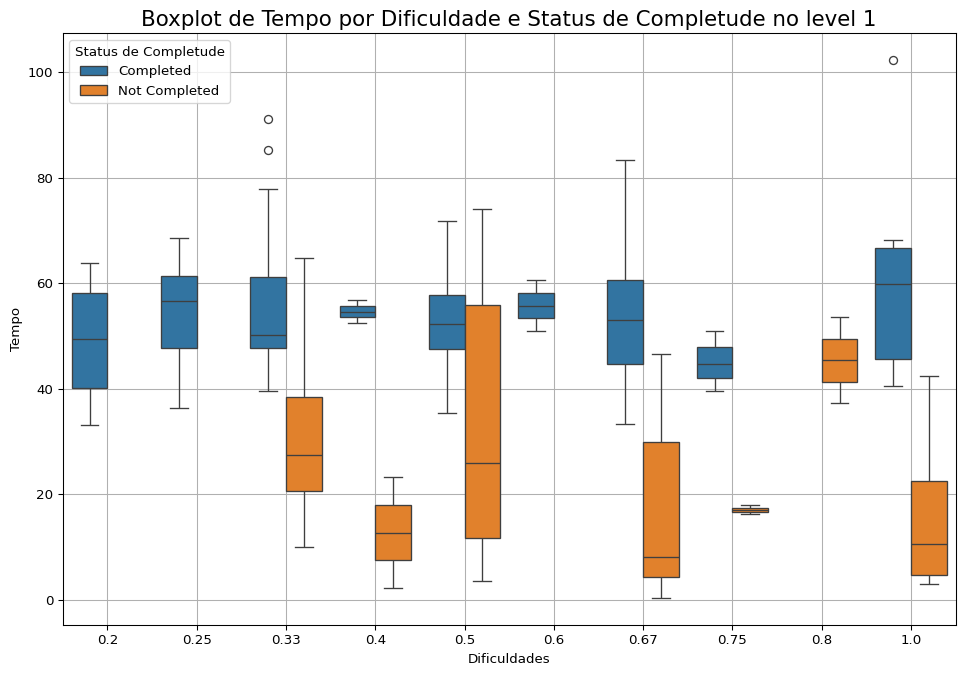 Boxplot de Tempo por Dificuldade e Status de Completude no level 1
Status de Completude
Completed
Not Completed
100
80
60
40
20
0
Tempo
0.2 0.25 0.33 0.4 0.5 0.6 0.67 0.75 0.8 1.0
Dificuldades